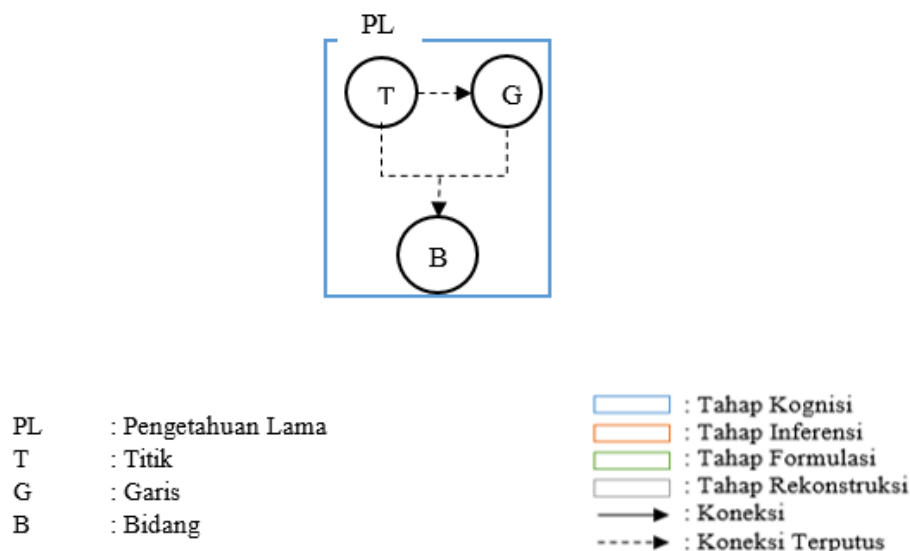 PL
T
G
B
PL : Pengetahuan Lama
T : Titik
G : Garis
B : Bidang
: Tahap Kognisi
: Tahap Inferensi
: Tahap Formulasi
: Tahap Rekonstruksi
: Koneksi
: Koneksi Terputus